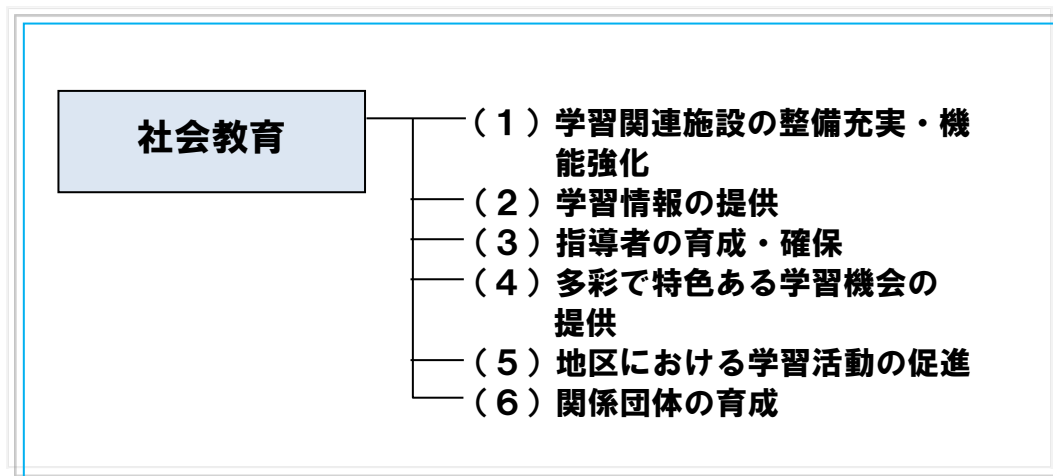 社会教育
（１）学習関連施設の整備充実・機
能強化
（２）学習情報の提供
（３）指導者の育成・確保
（４）多彩で特色ある学習機会の
提供
（５）地区における学習活動の促進
（６）関係団体の育成